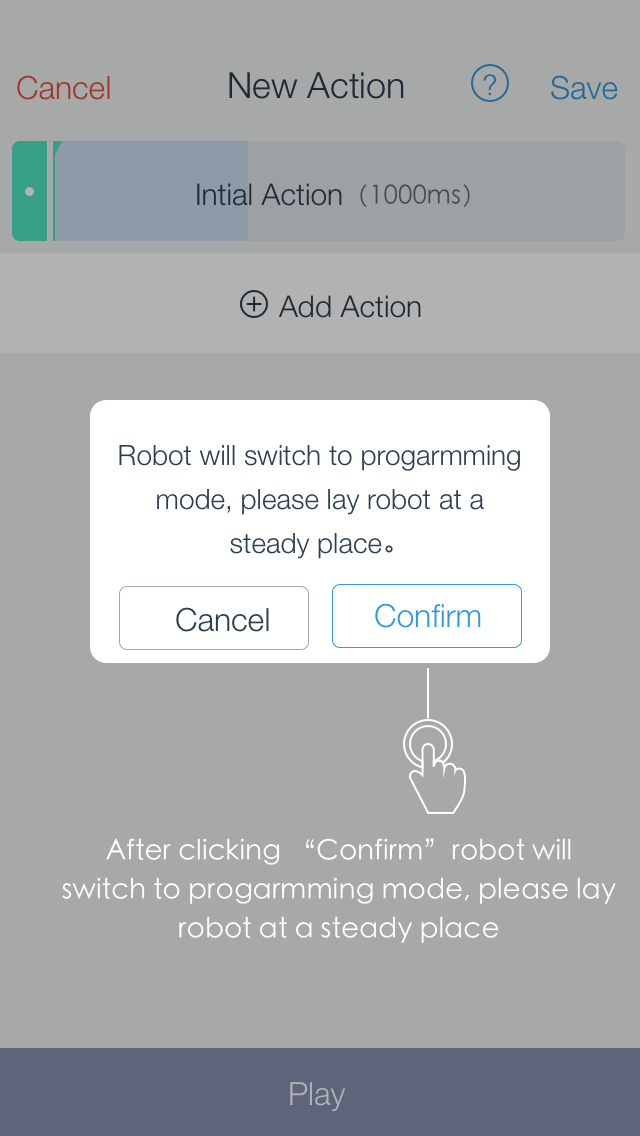 Cancel New Action ? Save
Intial Action (1000ms)
Add Action
Robot will switch to progarmming
mode, please lay robot at a
steady place。
Cancel Confirm
After clicking “Confirm” robot will
switch to progarmming mode, please lay
robot at a steady place
Play